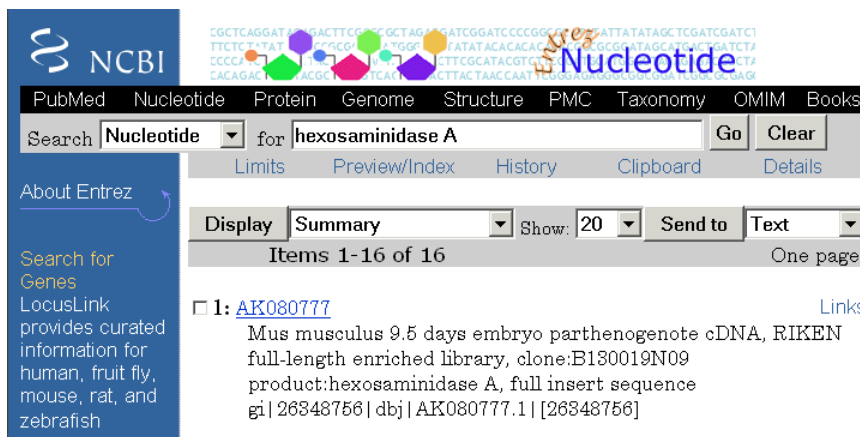 NCBI
Entrez Nucleotide
PubMed Nucleotide Protein Genome Structure PMC Taxonomy OMIM Books
Search Nucleotide for hexosaminidase A Go Clear
Limits Preview/Index History Clipboard Details
About Entrez
Display Summary Show: 20 Send to Text
Items 1-16 of 16 One page
Search for
Genes
LocusLink
provides curated
information for
human, fruit fly,
mouse, rat, and
zebrafish
1: AK080777 Links
Mus musculus 9.5 days embryo parthenogenote cDNA, RIKEN
full-length enriched library, clone:B130019N09
product:hexosaminidase A, full insert sequence
gi|26348756|dbj|AK080777.1|[26348756]